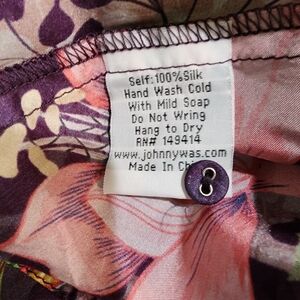 Self:100%Silk
Hand Wash Cold
With Mild Soap
Do Not Wring
Hang to Dry
RN# 149414
www.johnnywas.com
Made In